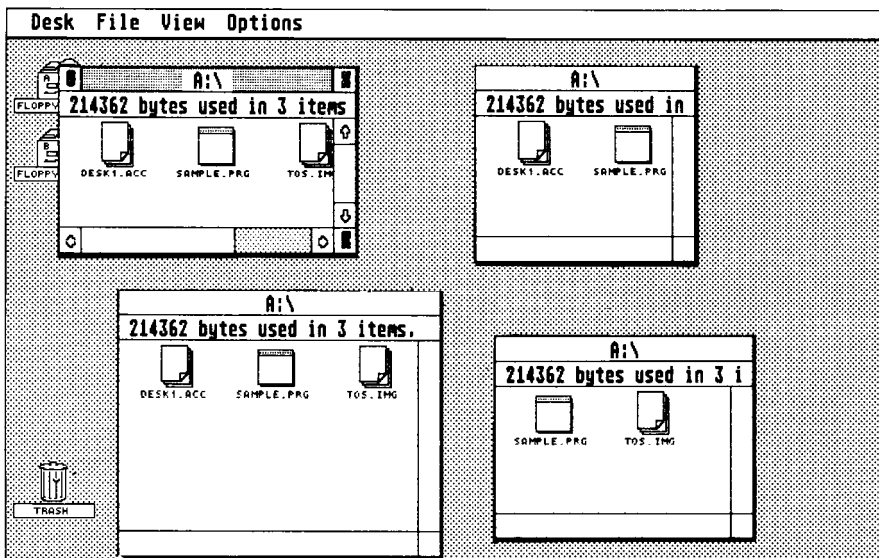 Desk File View Options
A:\
214362 bytes used in 3 items
DESK1.ACC SAMPLE.PRG TOS.IM
A
FLOPPY
B
FLOPPY
A:\
214362 bytes used in
DESK1.ACC SAMPLE.PRG
A:\
214362 bytes used in 3 items.
DESK1.ACC SAMPLE.PRG TOS.IMG
A:\
214362 bytes used in 3 i
SAMPLE.PRG TOS.IMG
TRASH